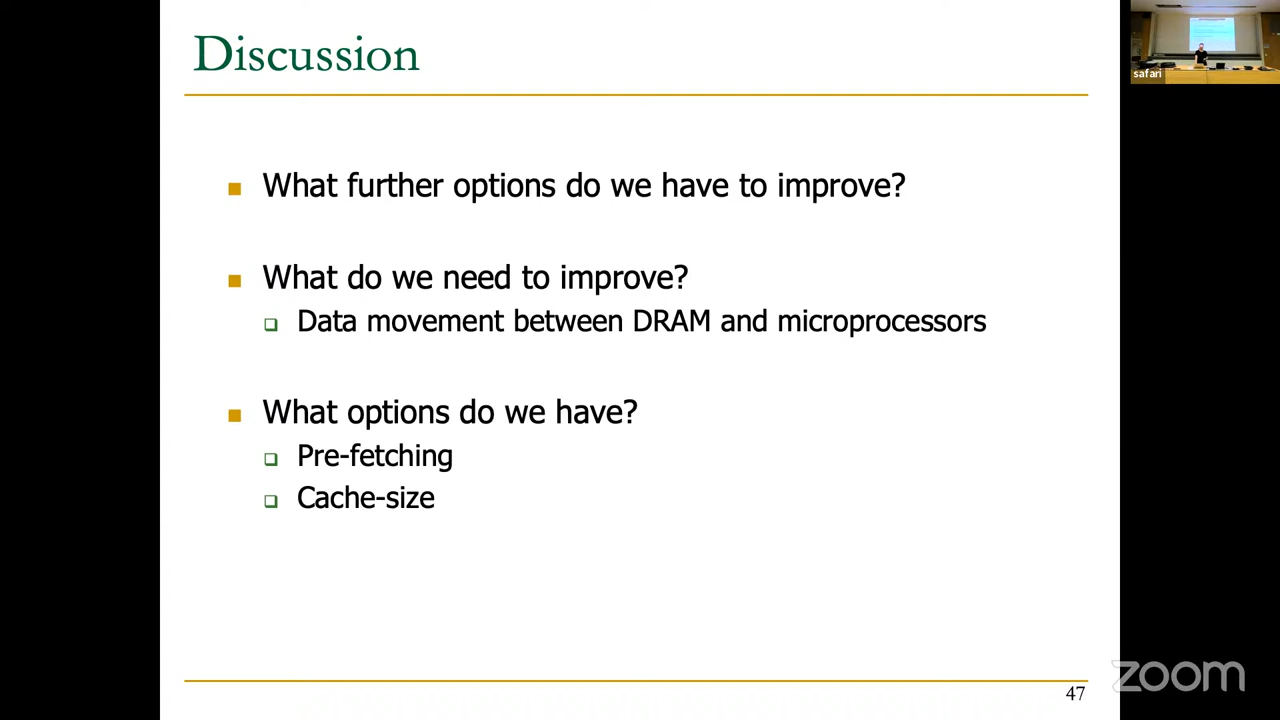 Discussion
safari
What further options do we have to improve?
What do we need to improve?
Data movement between DRAM and microprocessors
What options do we have?
Pre-fetching
Cache-size
47
zoom